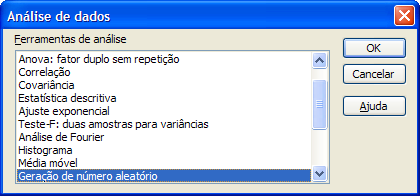 Análise de dados
Ferramentas de análise
Anova: fator duplo sem repetição
Correlação
Covariância
Estatística descritiva
Ajuste exponencial
Teste-F: duas amostras para variâncias
Análise de Fourier
Histograma
Média móvel
Geração de número aleatório
OK
Cancelar
Ajuda